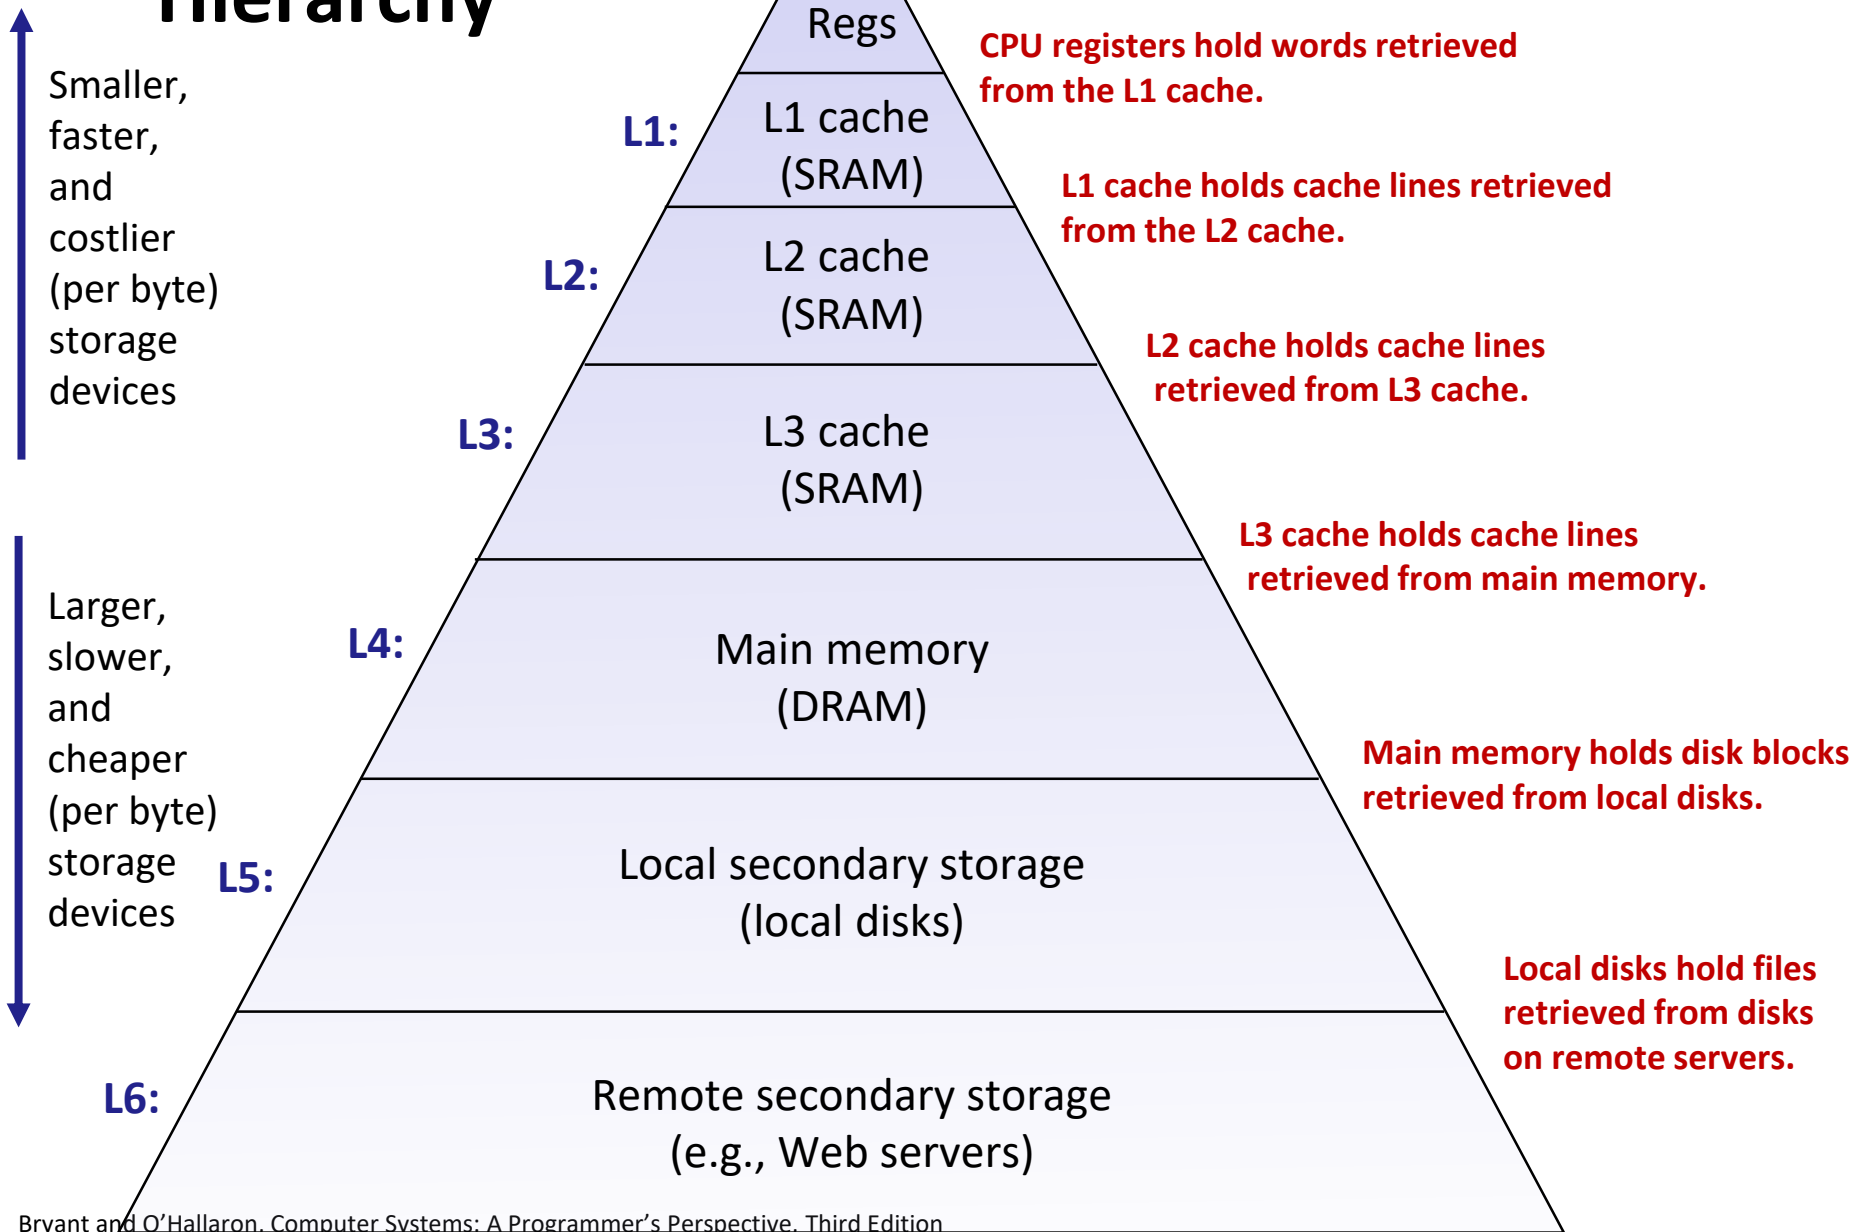 Hierarchy
Regs
CPU registers hold words retrieved
from the L1 cache.
Smaller,
faster,
and
costlier
(per byte)
storage
devices
L1:
L1 cache
(SRAM)
L1 cache holds cache lines retrieved
from the L2 cache.
L2:
L2 cache
(SRAM)
L2 cache holds cache lines
retrieved from L3 cache.
L3:
L3 cache
(SRAM)
L3 cache holds cache lines
retrieved from main memory.
Larger,
slower,
and
cheaper
(per byte)
storage
devices
L4:
Main memory
(DRAM)
Main memory holds disk blocks
retrieved from local disks.
L5:
Local secondary storage
(local disks)
Local disks hold files
retrieved from disks
on remote servers.
L6:
Remote secondary storage
(e.g., Web servers)
Bryant and O'Hallaron, Computer Systems: A Programmer's Perspective, Third Edition